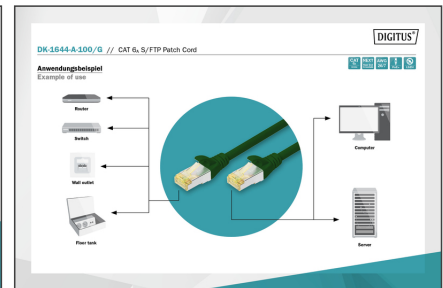 DIGITUS®
DK-1644-A-100/G // CAT 6A S/FTP Patch Cord
Anwendungsbeispiel
Example of use
Router
Switch
Wall outlet
Floor tank
Computer
Server